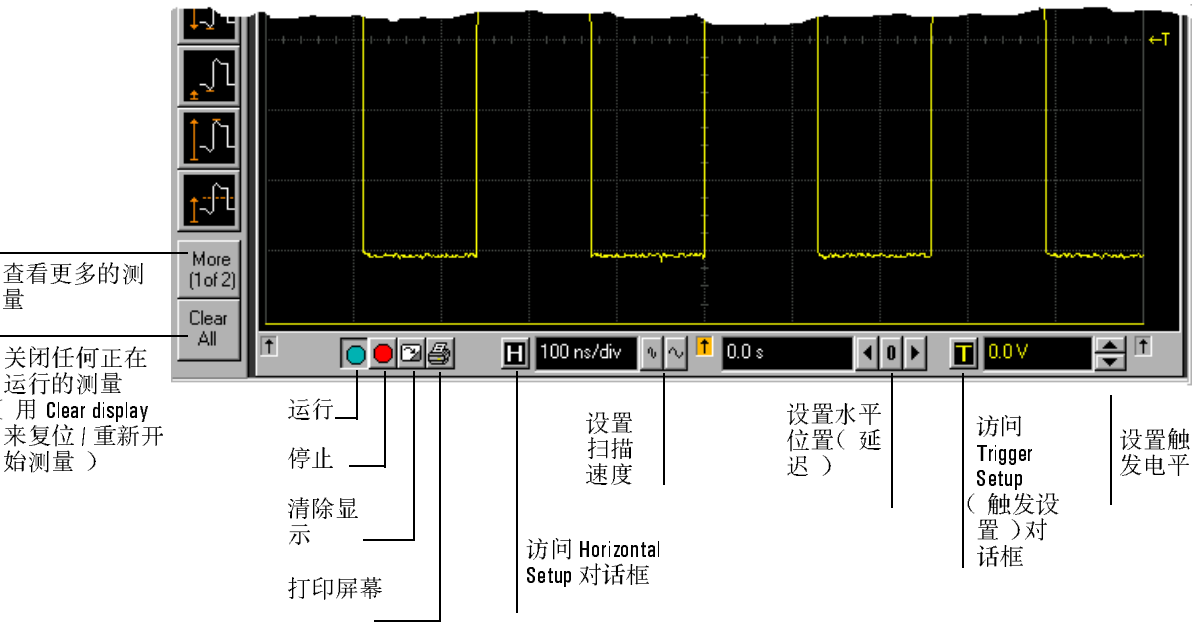 ←T
More
(1of 2)
Clear
All
查看更多的测
量
关闭任何正在
运行的测量
用 Clear display
来复位 / 重新开
始测量 )
H
100 ns/div
0.0 s
0
T
0.0 V
运行
停止
清除显
示
打印屏幕
访问 Horizontal
Setup 对话框
设置
扫描
速度
设置水平
位置( 延
迟 )
访问
Trigger
Setup
( 触发设
置 )对
话框
设置触
发电平